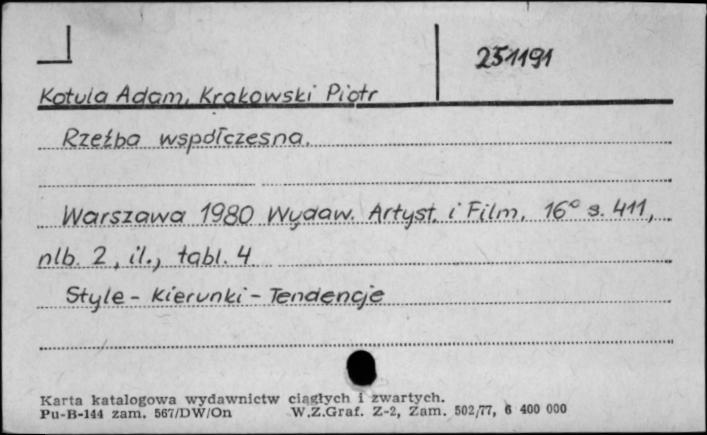 251191
Kotula Adam, Krakowski Piotr
Rzeźba współczesna.
Warszawa 1980 Wydaw. Artyst. i Film, 16° s. 411,
nlb. 2, il., tabl. 4
Style - Kierunki - Tendencje
Karta katalogowa wydawnictw ciągłych i zwartych.
Pu-B-144 zam. 567/DW/On W.Z.Graf. Z-2, Zam. 502/77, 6 400 000